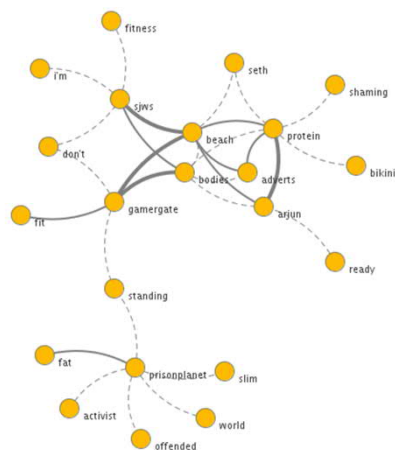 fitness
i'm
seth
shaming
sjws
beach
protein
don't
bikini
bodies
adverts
gamergate
arjun
fit
ready
standing
fat
prisonplanet
slim
activist
world
offended